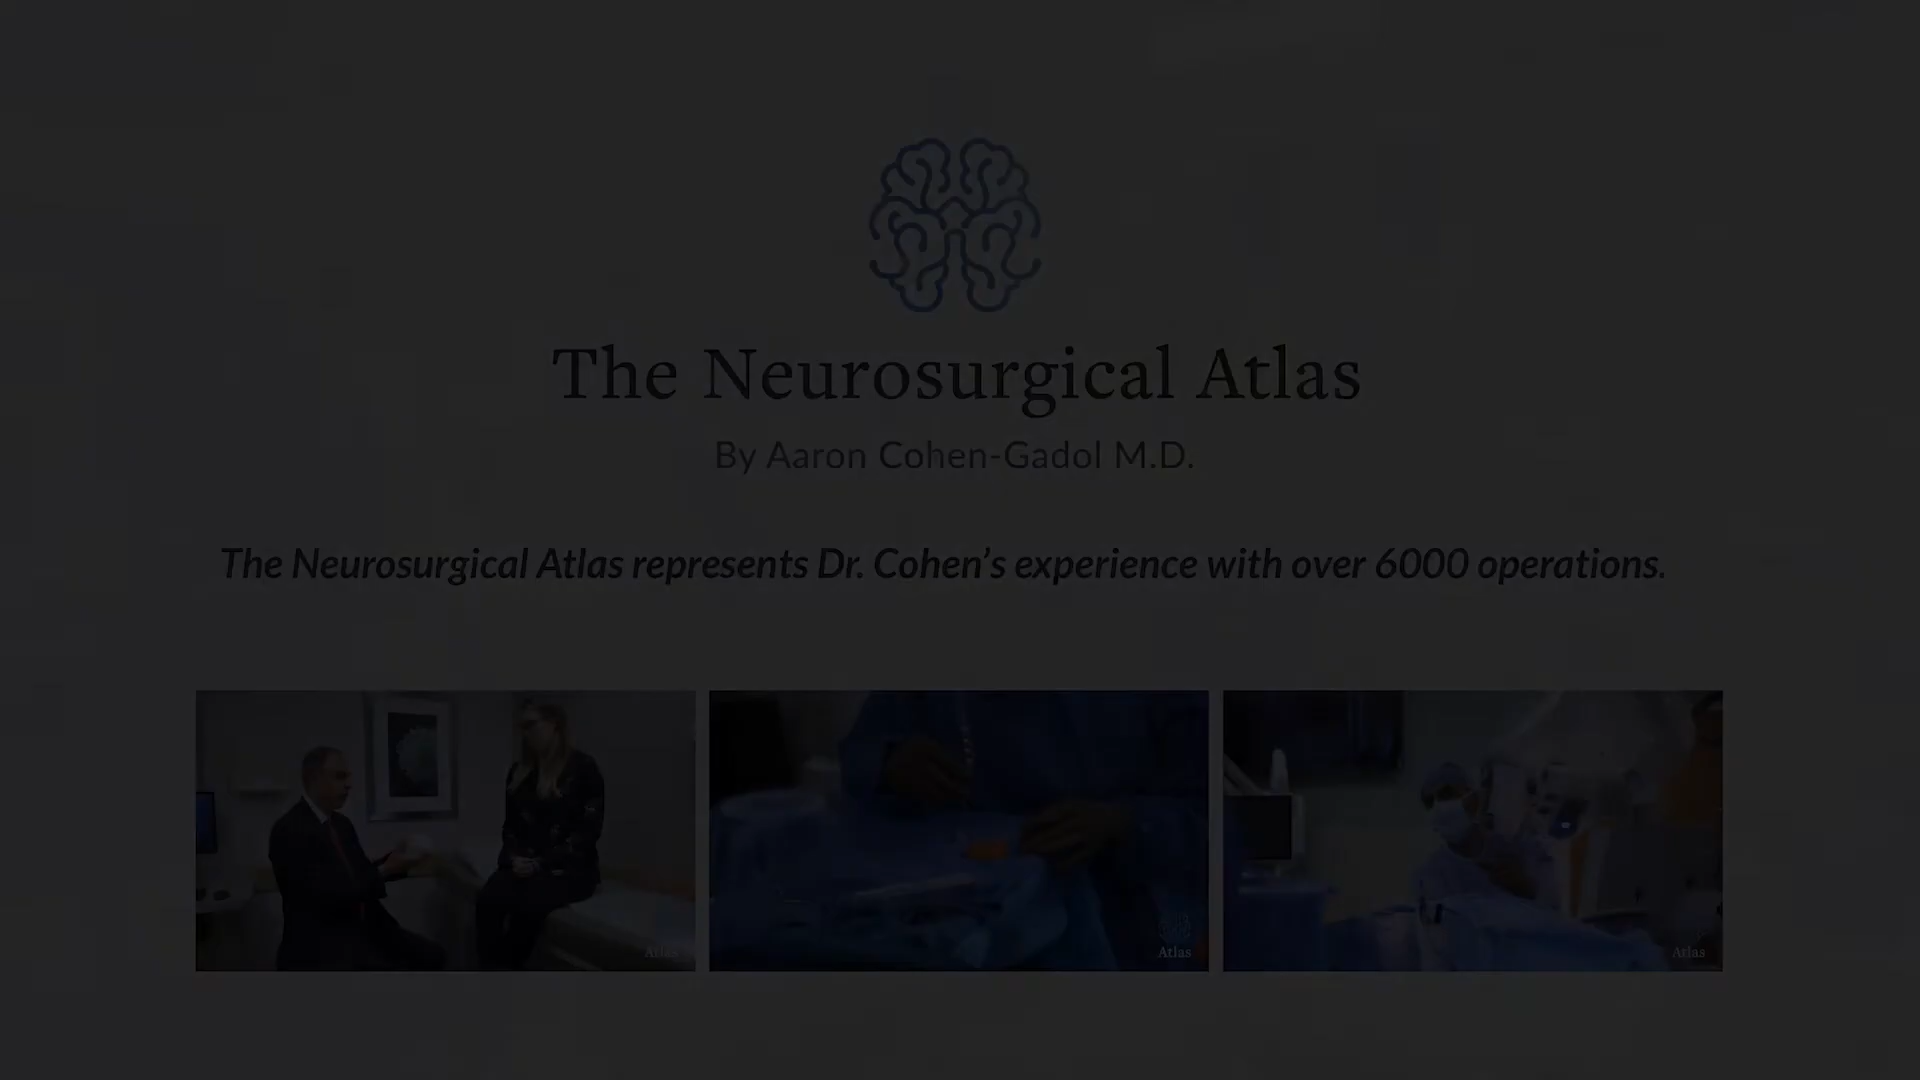 The Neurosurgical Atlas
By Aaron Cohen-Gadol M.D.
The Neurosurgical Atlas represents Dr. Cohen’s experience with over 6000 operations.
Atlas
Atlas
Atlas